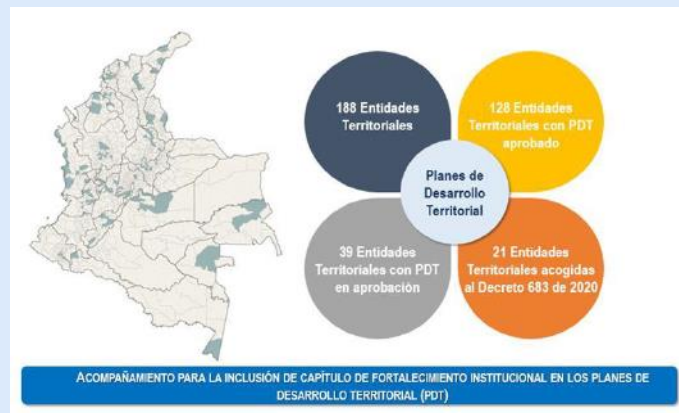 188 Entidades
Territoriales
128 Entidades
Territoriales con PDT
aprobado
Planes de
Desarrollo
Territorial
39 Entidades
Territoriales con PDT
en aprobación
21 Entidades
Territoriales acogidas
al Decreto 683 de 2020
ACOMPAÑAMIENTO PARA LA INCLUSIÓN DE CAPÍTULO DE FORTALECIMIENTO INSTITUCIONAL EN LOS PLANES DE
DESARROLLO TERRITORIAL (PDT)